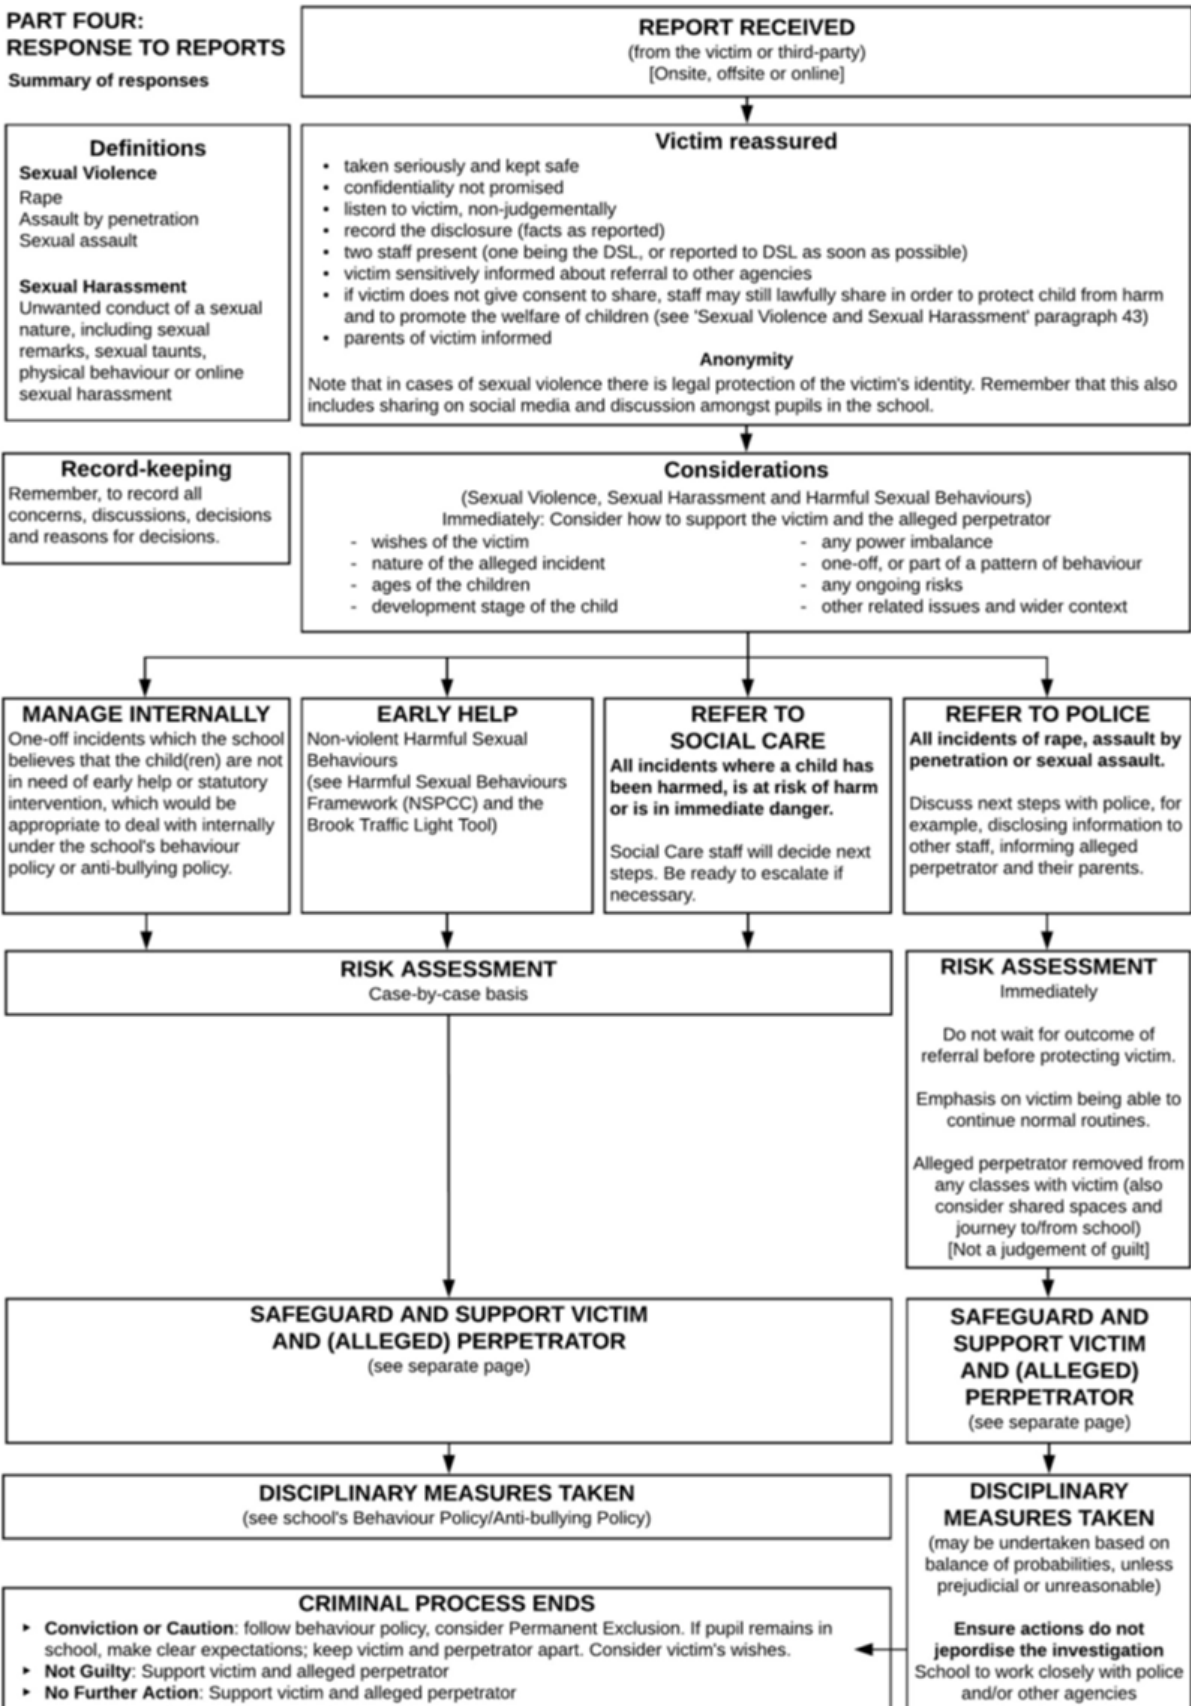 PART FOUR:
RESPONSE TO REPORTS
Summary of responses
REPORT RECEIVED
(from the victim or third-party)
[Onsite, offsite or online]
Definitions
Sexual Violence
Rape
Assault by penetration
Sexual assault
Sexual Harassment
Unwanted conduct of a sexual
nature, including sexual
remarks, sexual taunts,
physical behaviour or online
sexual harassment
Victim reassured
• taken seriously and kept safe
• confidentiality not promised
• listen to victim, non-judgementally
• record the disclosure (facts as reported)
• two staff present (one being the DSL, or reported to DSL as soon as possible)
• victim sensitively informed about referral to other agencies
• if victim does not give consent to share, staff may still lawfully share in order to protect child from harm
and to promote the welfare of children (see 'Sexual Violence and Sexual Harassment' paragraph 43)
• parents of victim informed
Anonymity
Note that in cases of sexual violence there is legal protection of the victim's identity. Remember that this also
includes sharing on social media and discussion amongst pupils in the school.
Record-keeping
Remember, to record all
concerns, discussions, decisions
and reasons for decisions.
Considerations
(Sexual Violence, Sexual Harassment and Harmful Sexual Behaviours)
Immediately: Consider how to support the victim and the alleged perpetrator
- wishes of the victim
- nature of the alleged incident
- ages of the children
- development stage of the child
- any power imbalance
- one-off, or part of a pattern of behaviour
- any ongoing risks
- other related issues and wider context
MANAGE INTERNALLY
One-off incidents which the school
believes that the child(ren) are not
in need of early help or statutory
intervention, which would be
appropriate to deal with internally
under the school's behaviour
policy or anti-bullying policy.
EARLY HELP
Non-violent Harmful Sexual
Behaviours
(see Harmful Sexual Behaviours
Framework (NSPCC) and the
Brook Traffic Light Tool)
REFER TO
SOCIAL CARE
All incidents where a child has
been harmed, is at risk of harm
or is in immediate danger.
Social Care staff will decide next
steps. Be ready to escalate if
necessary.
REFER TO POLICE
All incidents of rape, assault by
penetration or sexual assault.
Discuss next steps with police, for
example, disclosing information to
other staff, informing alleged
perpetrator and their parents.
RISK ASSESSMENT
Case-by-case basis
RISK ASSESSMENT
Immediately
Do not wait for outcome of
referral before protecting victim.
Emphasis on victim being able to
continue normal routines.
Alleged perpetrator removed from
any classes with victim (also
consider shared spaces and
journey to/from school)
[Not a judgement of guilt]
SAFEGUARD AND SUPPORT VICTIM
AND (ALLEGED) PERPETRATOR
(see separate page)
SAFEGUARD AND
SUPPORT VICTIM
AND (ALLEGED)
PERPETRATOR
(see separate page)
DISCIPLINARY MEASURES TAKEN
(see school's Behaviour Policy/Anti-bullying Policy)
DISCIPLINARY
MEASURES TAKEN
(may be undertaken based on
balance of probabilities, unless
prejudicial or unreasonable)
Ensure actions do not
jepordise the investigation
School to work closely with police
and/or other agencies
CRIMINAL PROCESS ENDS
‣ Conviction or Caution: follow behaviour policy, consider Permanent Exclusion. If pupil remains in
school, make clear expectations; keep victim and perpetrator apart. Consider victim's wishes.
‣ Not Guilty: Support victim and alleged perpetrator
‣ No Further Action: Support victim and alleged perpetrator